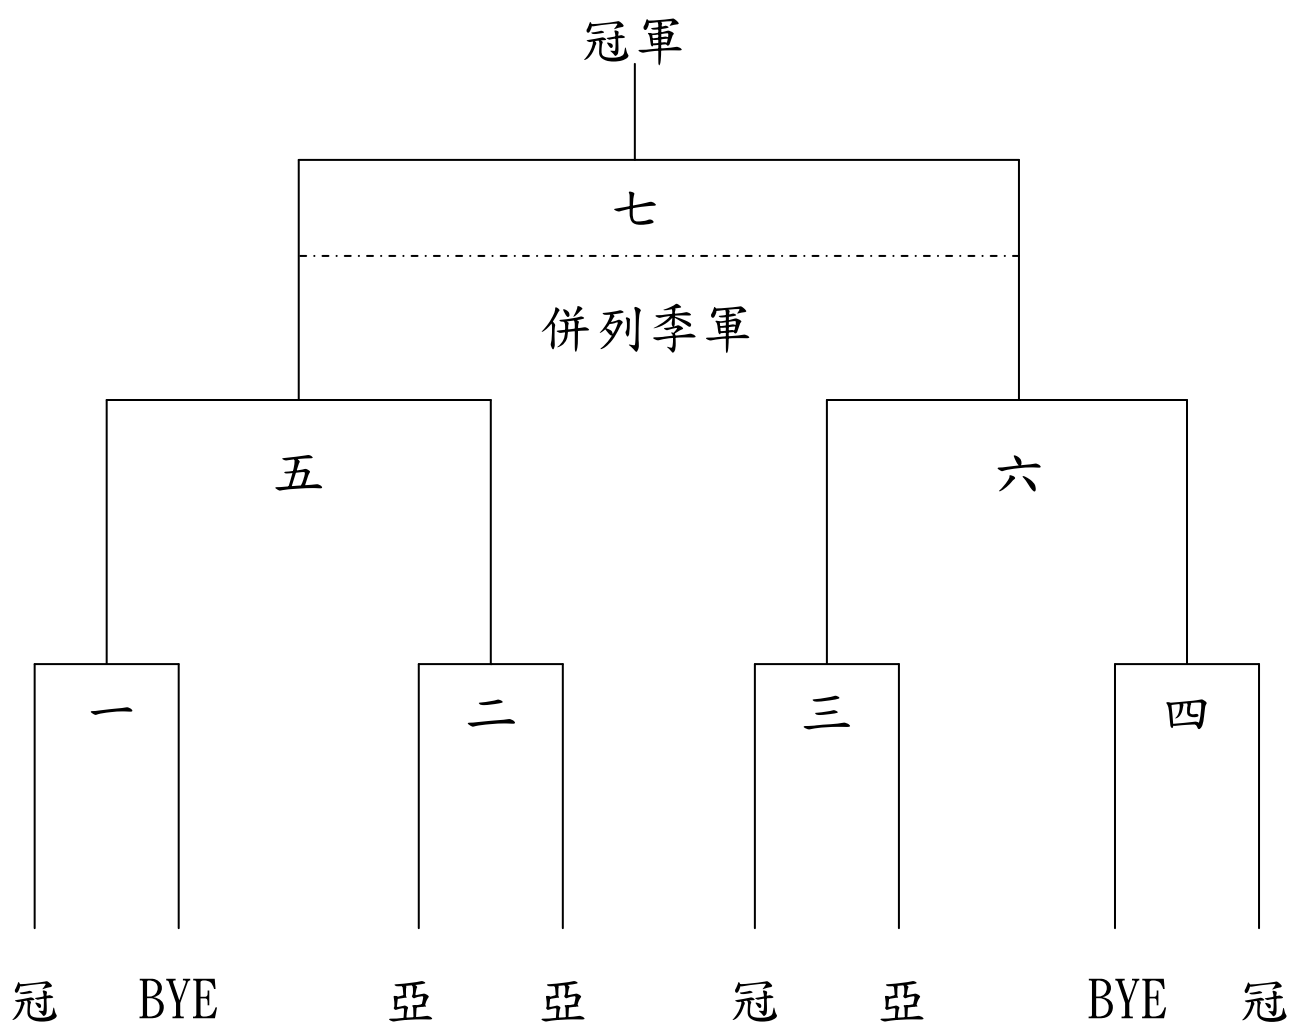 冠軍
七
併列季軍
五 六
一 二 三 四
冠 BYE 亞 亞 冠 亞 BYE 冠